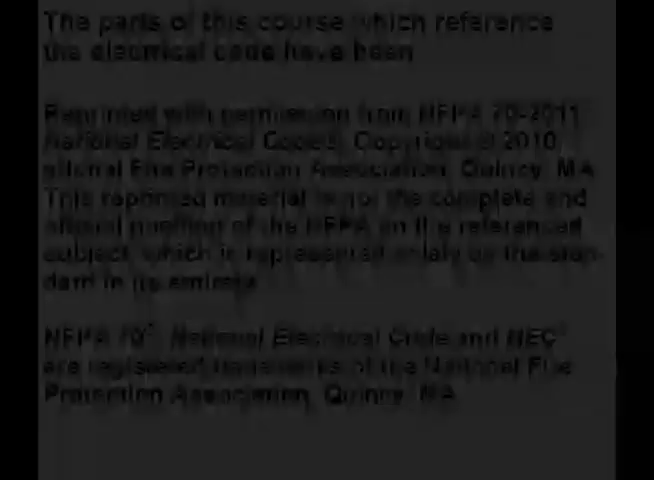 The parts of this course which reference
the electrical code have been
Reprinted with permission from NFPA 70-2011
National Electrical Code®, Copyright © 2010,
National Fire Protection Association, Quincy, MA
This reprinted material is not the complete and
official position of the NFPA on the referenced
subject, which is represented solely by the stan-
dard in its entirety
NFPA 70®, National Electrical Code and NEC®
are registered trademarks of the National Fire
Protection Association, Quincy, MA